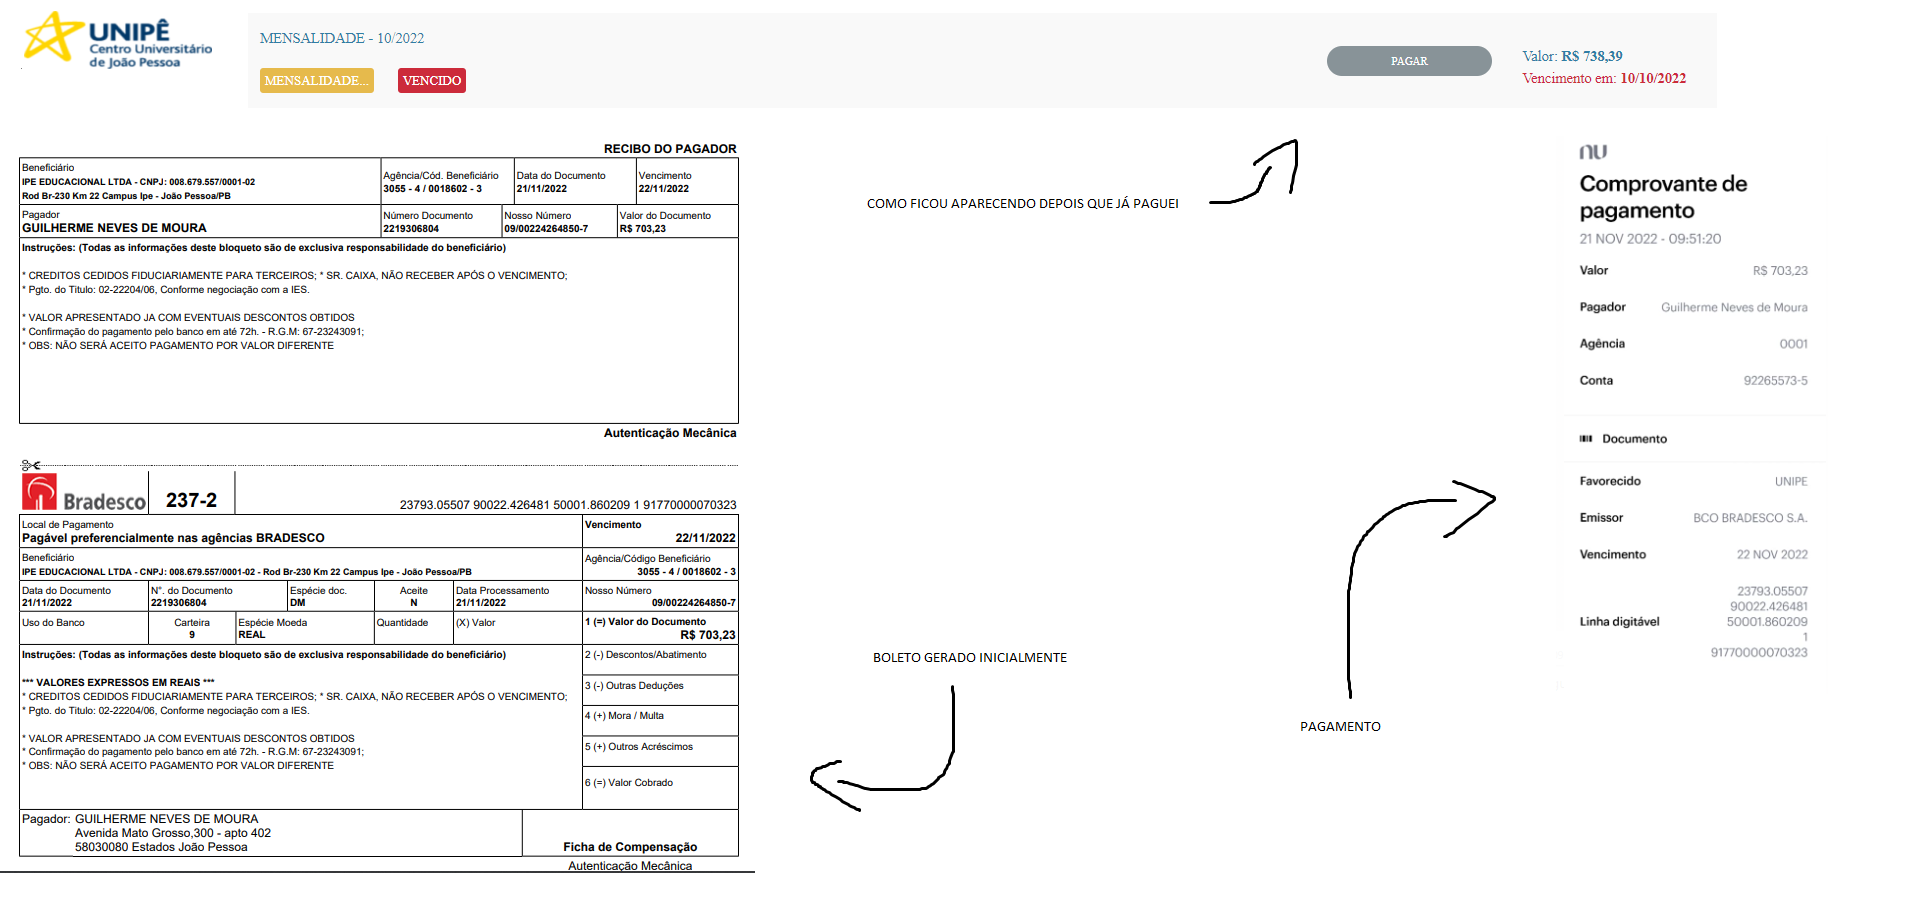 UNIPÊ
Centro Universitário
de João Pessoa
MENSALIDADE - 10/2022
MENSALIDADE...
VENCIDO
PAGAR
Valor: R$ 738,39
Vencimento em: 10/10/2022
COMO FICOU APARECENDO DEPOIS QUE JÁ PAGUEI
RECIBO DO PAGADOR
Beneficiário
IPE EDUCACIONAL LTDA - CNPJ: 008.679.557/0001-02
Rod Br-230 Km 22 Campus Ipe - João Pessoa/PB
Agência/Cód. Beneficiário
3055 - 4 / 0018602 - 3
Data do Documento
21/11/2022
Vencimento
22/11/2022
Pagador
GUILHERME NEVES DE MOURA
Número Documento
2219306804
Nosso Número
09/00224264850-7
Valor do Documento
R$ 703,23
Instruções: (Todas as informações deste bloqueto são de exclusiva responsabilidade do beneficiário)
* CREDITOS CEDIDOS FIDUCIARIAMENTE PARA TERCEIROS; * SR. CAIXA, NÃO RECEBER APÓS O VENCIMENTO;
* Pgto. do Titulo: 02-22204/06, Conforme negociação com a IES.
* VALOR APRESENTADO JA COM EVENTUAIS DESCONTOS OBTIDOS
* Confirmação do pagamento pelo banco em até 72h. - R.G.M: 67-23243091;
* OBS: NÃO SERÁ ACEITO PAGAMENTO POR VALOR DIFERENTE
Autenticação Mecânica
Bradesco
237-2
23793.05507 90022.426481 50001.860209 1 91770000070323
Local de Pagamento
Pagável preferencialmente nas agências BRADESCO
Vencimento
22/11/2022
Beneficiário
IPE EDUCACIONAL LTDA - CNPJ: 008.679.557/0001-02 - Rod Br-230 Km 22 Campus Ipe - João Pessoa/PB
Agência/Código Beneficiário
3055 - 4 / 0018602 - 3
Data do Documento
21/11/2022
N°. do Documento
2219306804
Espécie doc.
DM
Aceite
N
Data Processamento
21/11/2022
Nosso Número
09/00224264850-7
Uso do Banco
Carteira
9
Espécie Moeda
REAL
Quantidade
(X) Valor
1 (=) Valor do Documento
R$ 703,23
Instruções: (Todas as informações deste bloqueto são de exclusiva responsabilidade do beneficiário)
*** VALORES EXPRESSOS EM REAIS ***
* CREDITOS CEDIDOS FIDUCIARIAMENTE PARA TERCEIROS; * SR. CAIXA, NÃO RECEBER APÓS O VENCIMENTO;
* Pgto. do Titulo: 02-22204/06, Conforme negociação com a IES.
* VALOR APRESENTADO JA COM EVENTUAIS DESCONTOS OBTIDOS
* Confirmação do pagamento pelo banco em até 72h. - R.G.M: 67-23243091;
* OBS: NÃO SERÁ ACEITO PAGAMENTO POR VALOR DIFERENTE
2 (-) Descontos/Abatimento
3 (-) Outras Deduções
4 (+) Mora / Multa
5 (+) Outros Acréscimos
6 (=) Valor Cobrado
Pagador: GUILHERME NEVES DE MOURA
Avenida Mato Grosso,300 - apto 402
58030080 Estados João Pessoa
Ficha de Compensação
Autenticação Mecânica
BOLETO GERADO INICIALMENTE
PAGAMENTO
nu
Comprovante de
pagamento
21 NOV 2022 - 09:51:20
Valor R$ 703,23
Pagador Guilherme Neves de Moura
Agência 0001
Conta 92265573-5
Documento
Favorecido UNIPE
Emissor BCO BRADESCO S.A.
Vencimento 22 NOV 2022
23793.05507
90022.426481
Linha digitável 50001.860209
1
91770000070323